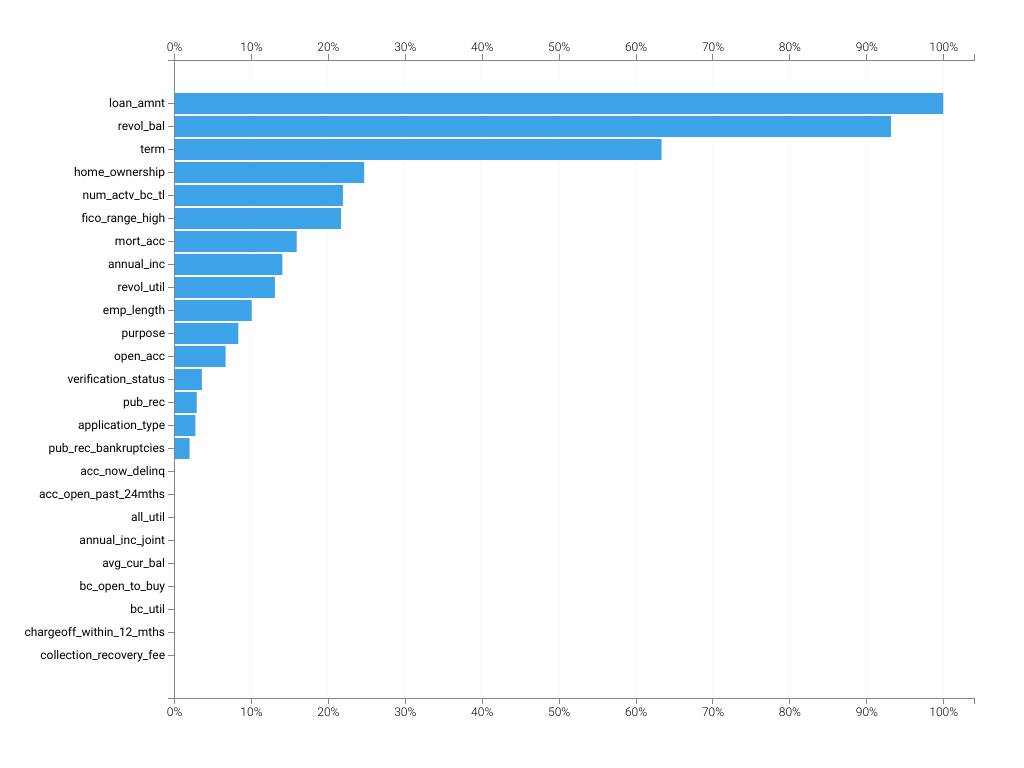 0% 10% 20% 30% 40% 50% 60% 70% 80% 90% 100%
loan_amnt
revol_bal
term
home_ownership
num_actv_bc_tl
fico_range_high
mort_acc
annual_inc
revol_util
emp_length
purpose
open_acc
verification_status
pub_rec
application_type
pub_rec_bankruptcies
acc_now_delinq
acc_open_past_24mths
all_util
annual_inc_joint
avg_cur_bal
bc_open_to_buy
bc_util
chargeoff_within_12_mths
collection_recovery_fee
0% 10% 20% 30% 40% 50% 60% 70% 80% 90% 100%